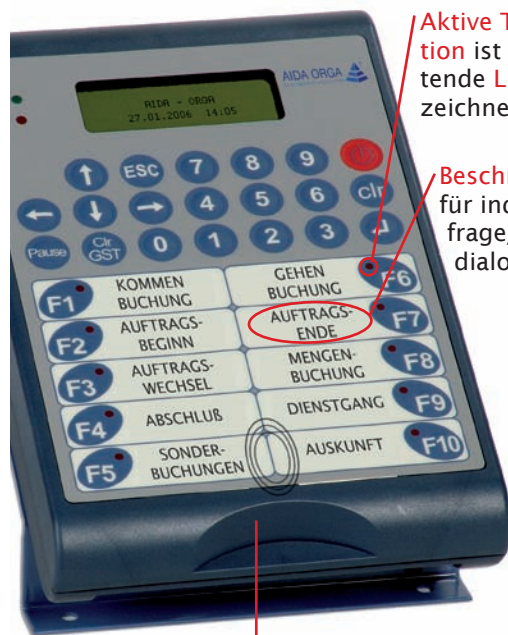 Aktive T
tion ist
tende L
zeichne
AIDA ORGA
AIDA - ORGA
27.01.2006 14:05
Beschr
für ind
frage,
dialo
ESC 7 8 9
4 5 6 clr
Pause Clr GST 0 1 2 3
F1 KOMMEN BUCHUNG
GEHEN BUCHUNG F6
F2 AUFTRAGS-
BEGINN
AUFTRAGS-
ENDE F7
F3 AUFTRAGS-
WECHSEL
MENGEN-
BUCHUNG F8
F4 ABSCHLUß
DIENSTGANG F9
F5 SONDER-
BUCHUNGEN
AUSKUNFT F10